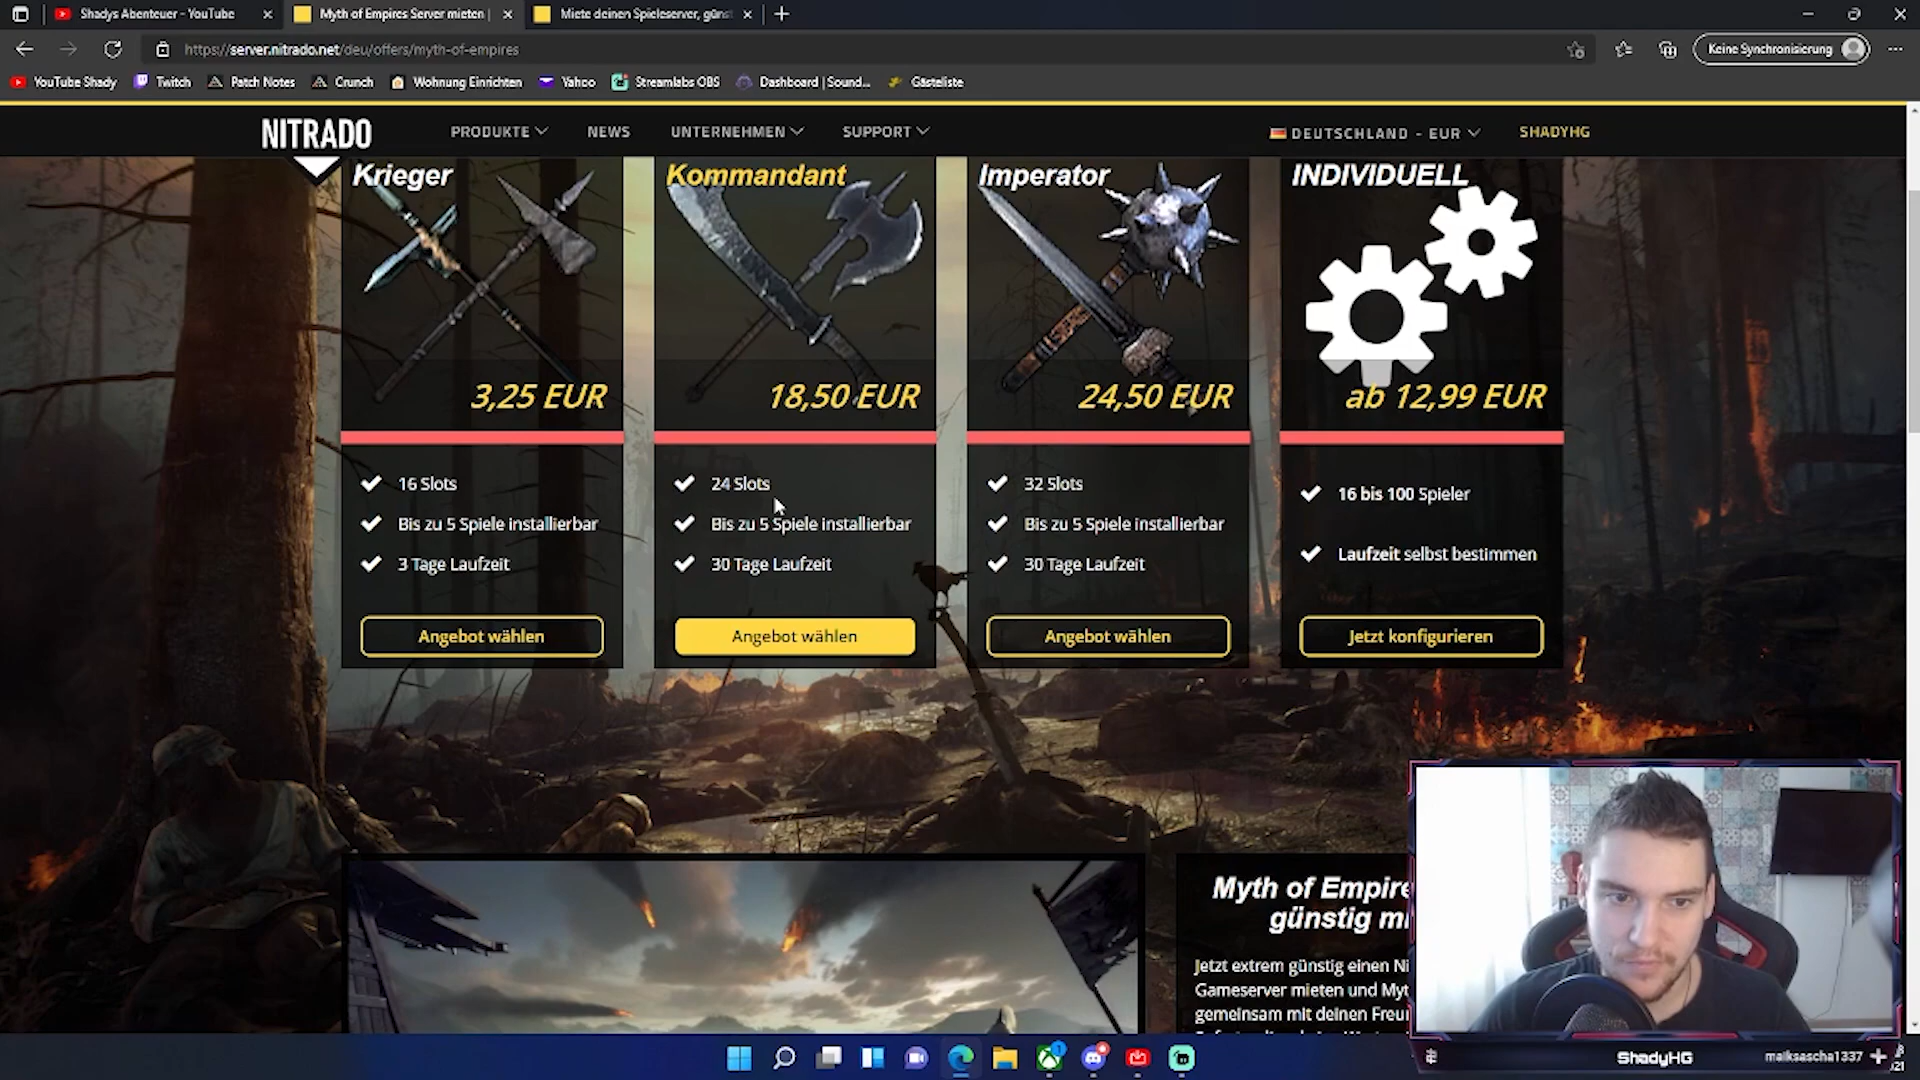 Shadys Abenteuer - YouTube
Myth of Empires Server mieten |
Miete deinen Spieleserver, güns
https://server.nitrado.net/deu/offers/myth-of-empires
Keine Synchronisierung
YouTube Shady
Twitch
Patch Notes
Crunch
Wohnung Einrichten
Yahoo
Streamlabs OBS
Dashboard | Sound...
Gästeliste
NITRADO
PRODUKTE
NEWS
UNTERNEHMEN
SUPPORT
DEUTSCHLAND - EUR
SHADYHG
Krieger
3,25 EUR
16 Slots
Bis zu 5 Spiele installierbar
3 Tage Laufzeit
Angebot wählen
Kommandant
18,50 EUR
24 Slots
Bis zu 5 Spiele installierbar
30 Tage Laufzeit
Angebot wählen
Imperator
24,50 EUR
32 Slots
Bis zu 5 Spiele installierbar
30 Tage Laufzeit
Angebot wählen
INDIVIDUELL
ab 12,99 EUR
16 bis 100 Spieler
Laufzeit selbst bestimmen
Jetzt konfigurieren
Myth of Empire
günstig mi
Jetzt extrem günstig einen Ni
Gameserver mieten und Myt
gemeinsam mit deinen Freu
ShadyHG
maiksascha1337